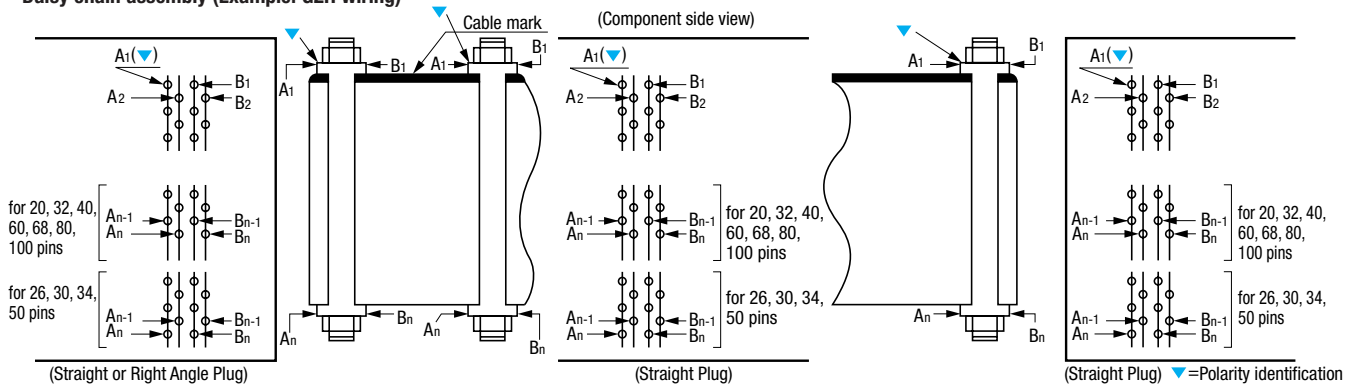 Daisy chain assembly (Example: wiring)
Cable mark
(Component side view)
A1(▼)
B1
A2
B2
for 20, 32, 40,
60, 68, 80,
100 pins
An-1
Bn-1
An
Bn
for 26, 30, 34,
50 pins
An-1
Bn-1
An
Bn
(Straight or Right Angle Plug)
A1
B1
A1
B1
An
Bn
An
Bn
A1(▼)
B1
A2
B2
An-1
Bn-1
An
Bn
for 20, 32, 40,
60, 68, 80,
100 pins
An-1
Bn-1
An
Bn
for 26, 30, 34,
50 pins
(Straight Plug)
A1
B1
An
Bn
A1(▼)
B1
A2
B2
An-1
Bn-1
An
Bn
for 20, 32, 40,
60, 68, 80,
100 pins
An-1
Bn-1
An
Bn
for 26, 30, 34,
50 pins
(Straight Plug) ▼=Polarity identification